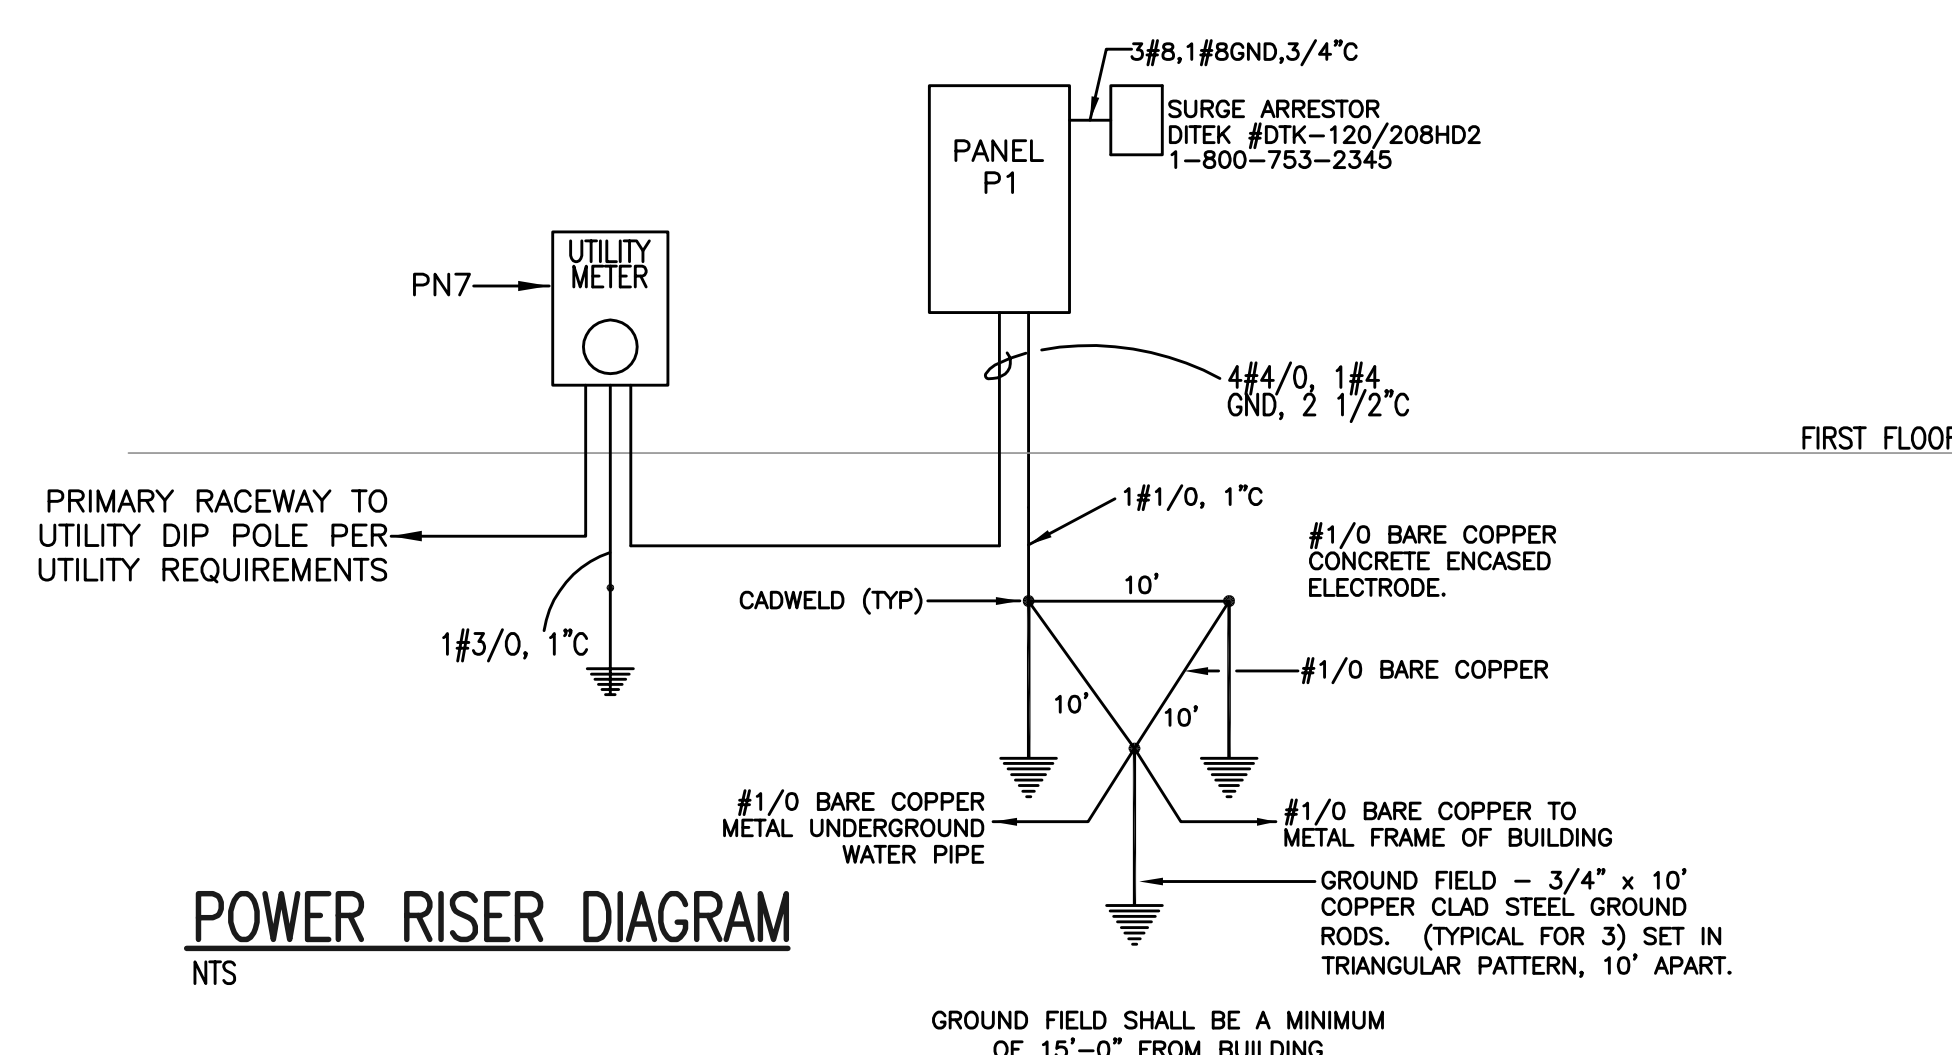 3#8,1#8GND,3/4"C
SURGE ARRESTOR
DITEK #DTK-120/208HD2
1-800-753-2345
PANEL
P1
UTILITY
METER
PN7
4#4/0, 1#4
GND, 2 1/2"C
FIRST FLOOR
PRIMARY RACEWAY TO
UTILITY DIP POLE PER
UTILITY REQUIREMENTS
1#3/0, 1"C
1#1/0, 1"C
#1/0 BARE COPPER
CONCRETE ENCASED
ELECTRODE.
CADWELD (TYP)
10'
#1/0 BARE COPPER
10'
10'
#1/0 BARE COPPER
METAL UNDERGROUND
WATER PIPE
#1/0 BARE COPPER TO
METAL FRAME OF BUILDING
GROUND FIELD - 3/4" x 10'
COPPER CLAD STEEL GROUND
RODS. (TYPICAL FOR 3) SET IN
TRIANGULAR PATTERN, 10' APART.
POWER RISER DIAGRAM
NTS
GROUND FIELD SHALL BE A MINIMUM
OF 15'-0" FROM BUILDING